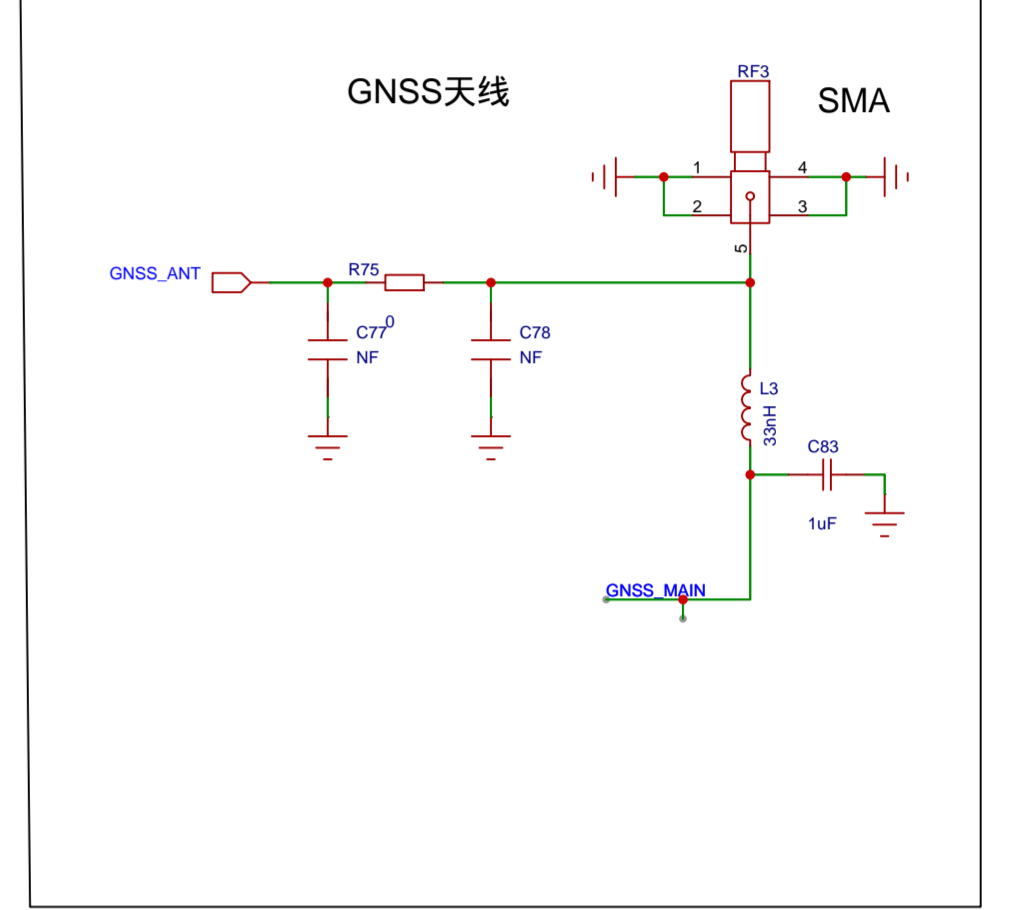 RF3
GNSS天线
SMA
1
4
2
3
5
GNSS_ANT
R75
0
C77
NF
C78
NF
L3
33nH
C83
1uF
GNSS_MAIN